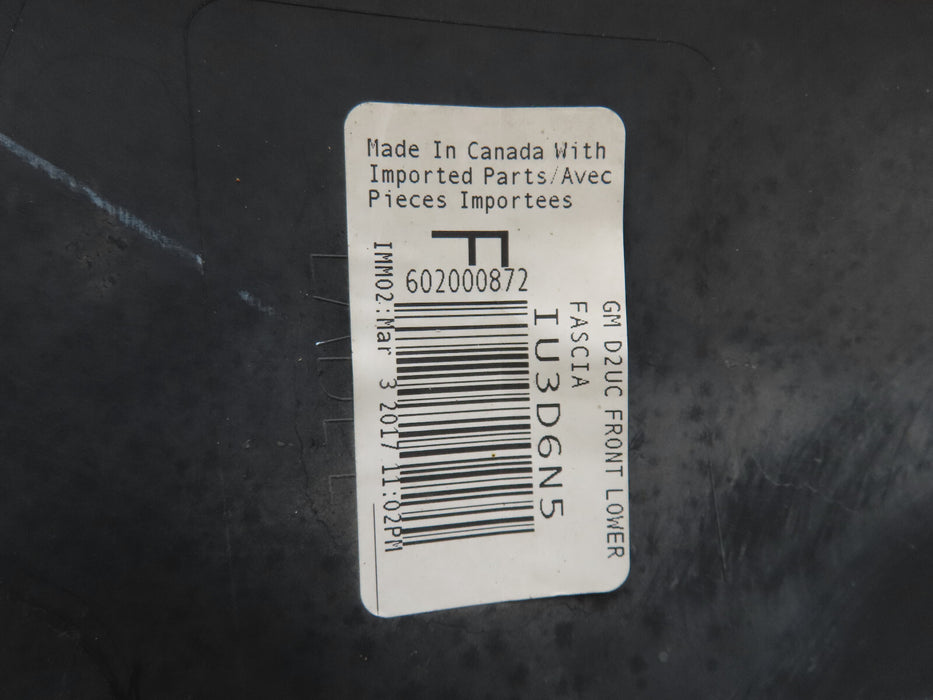 Made In Canada With
Imported Parts/Avec
Pieces Importees
F
602000872
GM D2UC FRONT LOWER
FASCIA
IU3D6N5
IMM02:Mar 3 2017 11:02PM